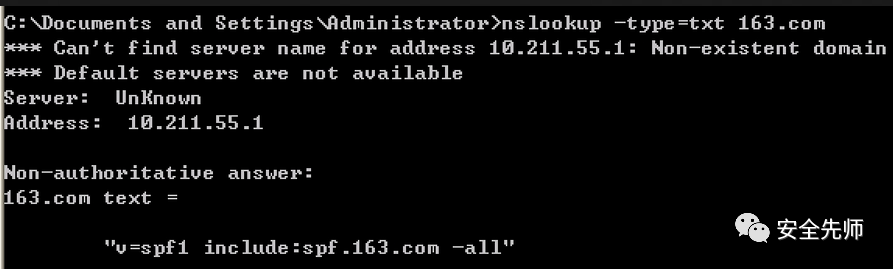 C:\Documents and Settings\Administrator>nslookup -type=txt 163.com
*** Can't find server name for address 10.211.55.1: Non-existent domain
*** Default servers are not available
Server:  UnKnown
Address:  10.211.55.1
Non-authoritative answer:
163.com text =
"v=spf1 include:spf.163.com -all"
安全先师